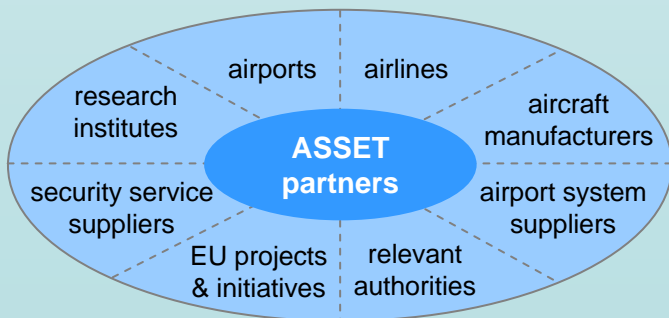 airports
airlines
research
institutes
aircraft
manufacturers
ASSET
partners
security service
suppliers
airport system
suppliers
EU projects
& initiatives
relevant
authorities